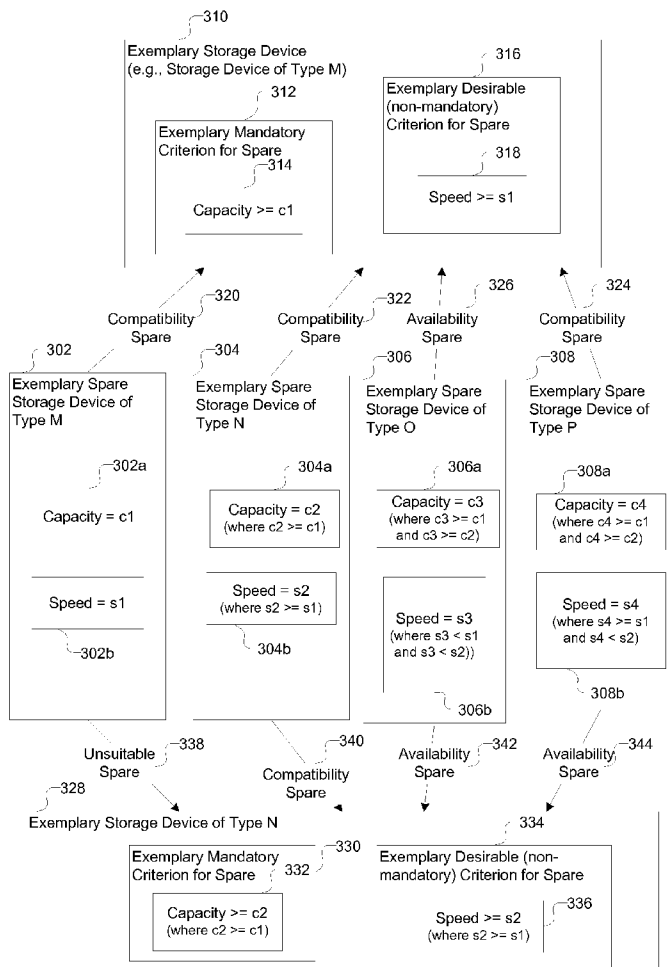 310
Exemplary Storage Device
(e.g., Storage Device of Type M)
316
312
Exemplary Desirable
(non-mandatory)
Criterion for Spare
Exemplary Mandatory
Criterion for Spare
314
318
Capacity >= c1
Speed >= s1
320
322
326
324
Compatibility
Spare
Compatibility
Spare
Availability
Spare
Compatibility
Spare
302
304
306
308
Exemplary Spare
Storage Device of
Type M
Exemplary Spare
Storage Device of
Type N
Exemplary Spare
Storage Device of
Type O
Exemplary Spare
Storage Device of
Type P
302a
304a
306a
308a
Capacity = c1
Capacity = c2
(where c2 >= c1)
Capacity = c3
(where c3 >= c1
and c3 >= c2)
Capacity = c4
(where c4 >= c1
and c4 >= c2)
Speed = s1
Speed = s2
(where s2 >= s1)
Speed = s3
(where s3 < s1
and s3 < s2))
Speed = s4
(where s4 >= s1
and s4 < s2)
302b
304b
306b
308b
Unsuitable
Spare
338
340
Compatibility
Spare
Availability
Spare
342
Availability
Spare
344
328
Exemplary Storage Device of Type N
334
330
Exemplary Mandatory
Criterion for Spare
332
Exemplary Desirable (non-
mandatory) Criterion for Spare
336
Capacity >= c2
(where c2 >= c1)
Speed >= s2
(where s2 >= s1)